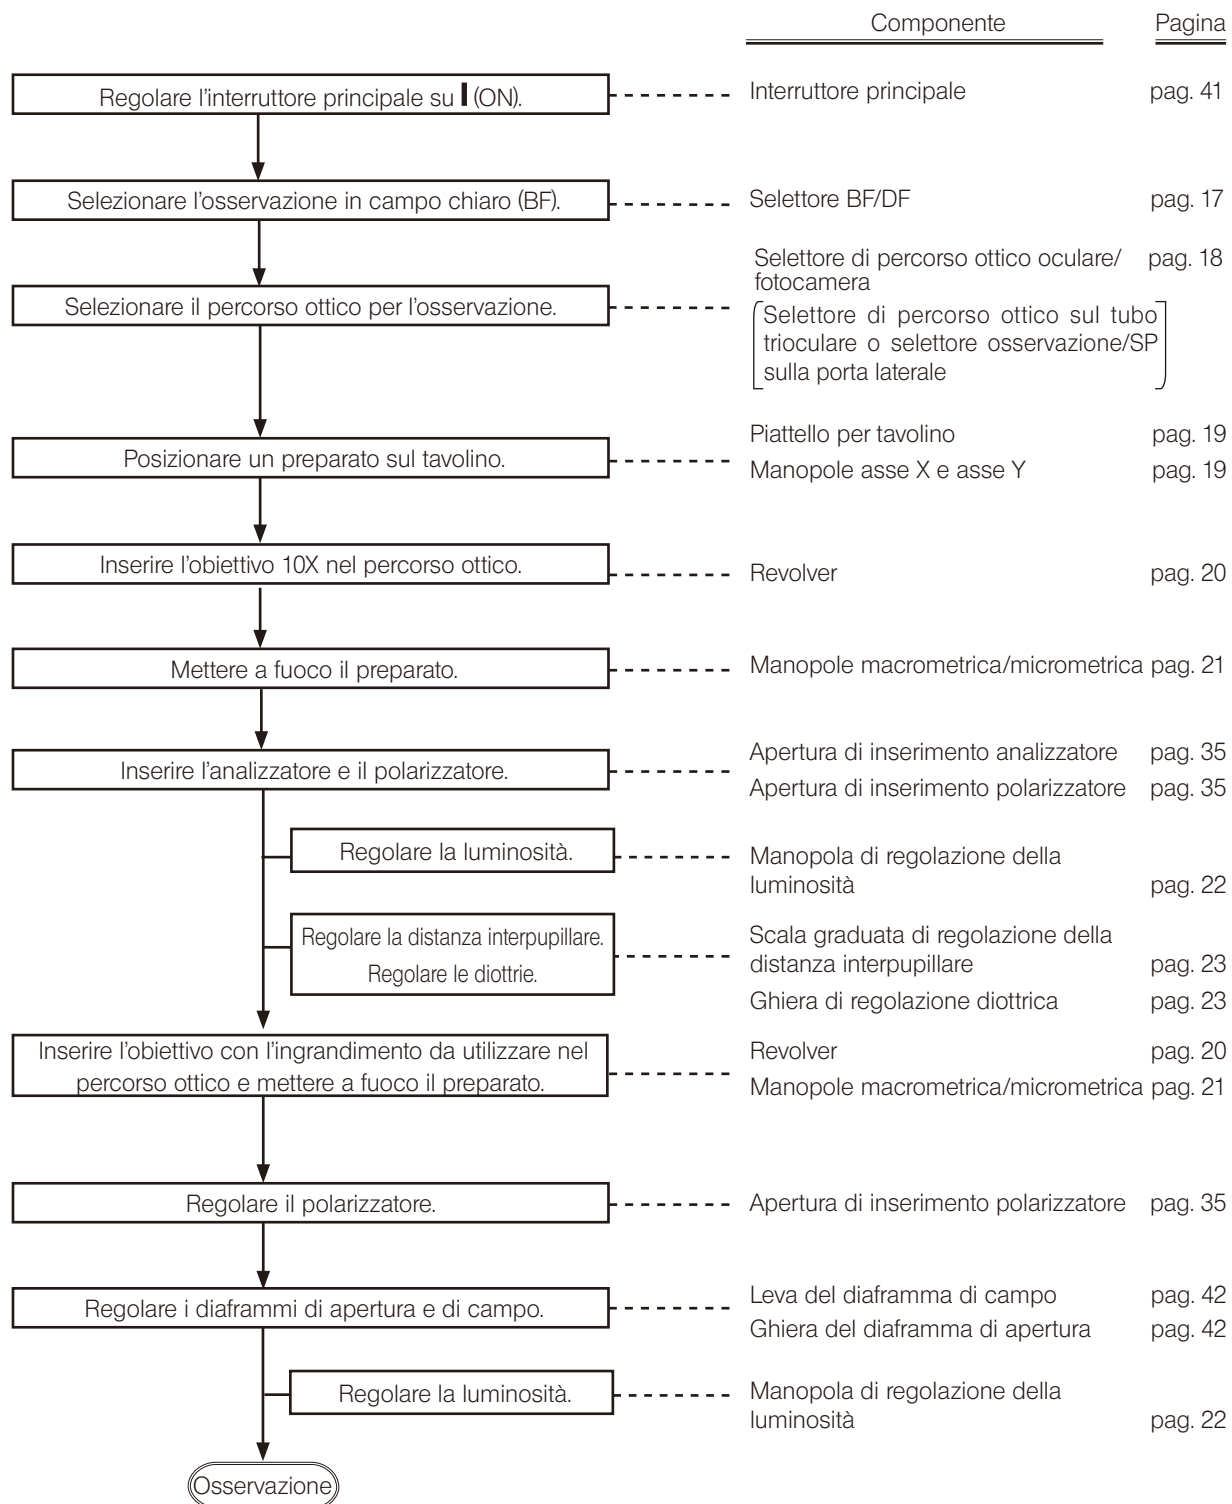 Componente Pagina
Regolare l'interruttore principale su I (ON). Interruttore principale pag. 41
Selezionare l'osservazione in campo chiaro (BF). Selettore BF/DF pag. 17
Selezionare il percorso ottico per l'osservazione. Selettore di percorso ottico oculare/ pag. 18
fotocamera
Selettore di percorso ottico sul tubo
trioculare o selettore osservazione/SP
sulla porta laterale
Posizionare un preparato sul tavolino. Piattello per tavolino pag. 19
Manopole asse X e asse Y pag. 19
Inserire l'obiettivo 10X nel percorso ottico. Revolver pag. 20
Mettere a fuoco il preparato. Manopole macrometrica/micrometrica pag. 21
Inserire l'analizzatore e il polarizzatore. Apertura di inserimento analizzatore pag. 35
Apertura di inserimento polarizzatore pag. 35
Regolare la luminosità. Manopola di regolazione della
luminosità pag. 22
Regolare la distanza interpupillare. Scala graduata di regolazione della
Regolare le diottrie. distanza interpupillare pag. 23
Ghiera di regolazione diottrica pag. 23
Inserire l'obiettivo con l'ingrandimento da utilizzare nel Revolver pag. 20
percorso ottico e mettere a fuoco il preparato. Manopole macrometrica/micrometrica pag. 21
Regolare il polarizzatore. Apertura di inserimento polarizzatore pag. 35
Regolare i diaframmi di apertura e di campo. Leva del diaframma di campo pag. 42
Ghiera del diaframma di apertura pag. 42
Regolare la luminosità. Manopola di regolazione della
luminosità pag. 22
Osservazione